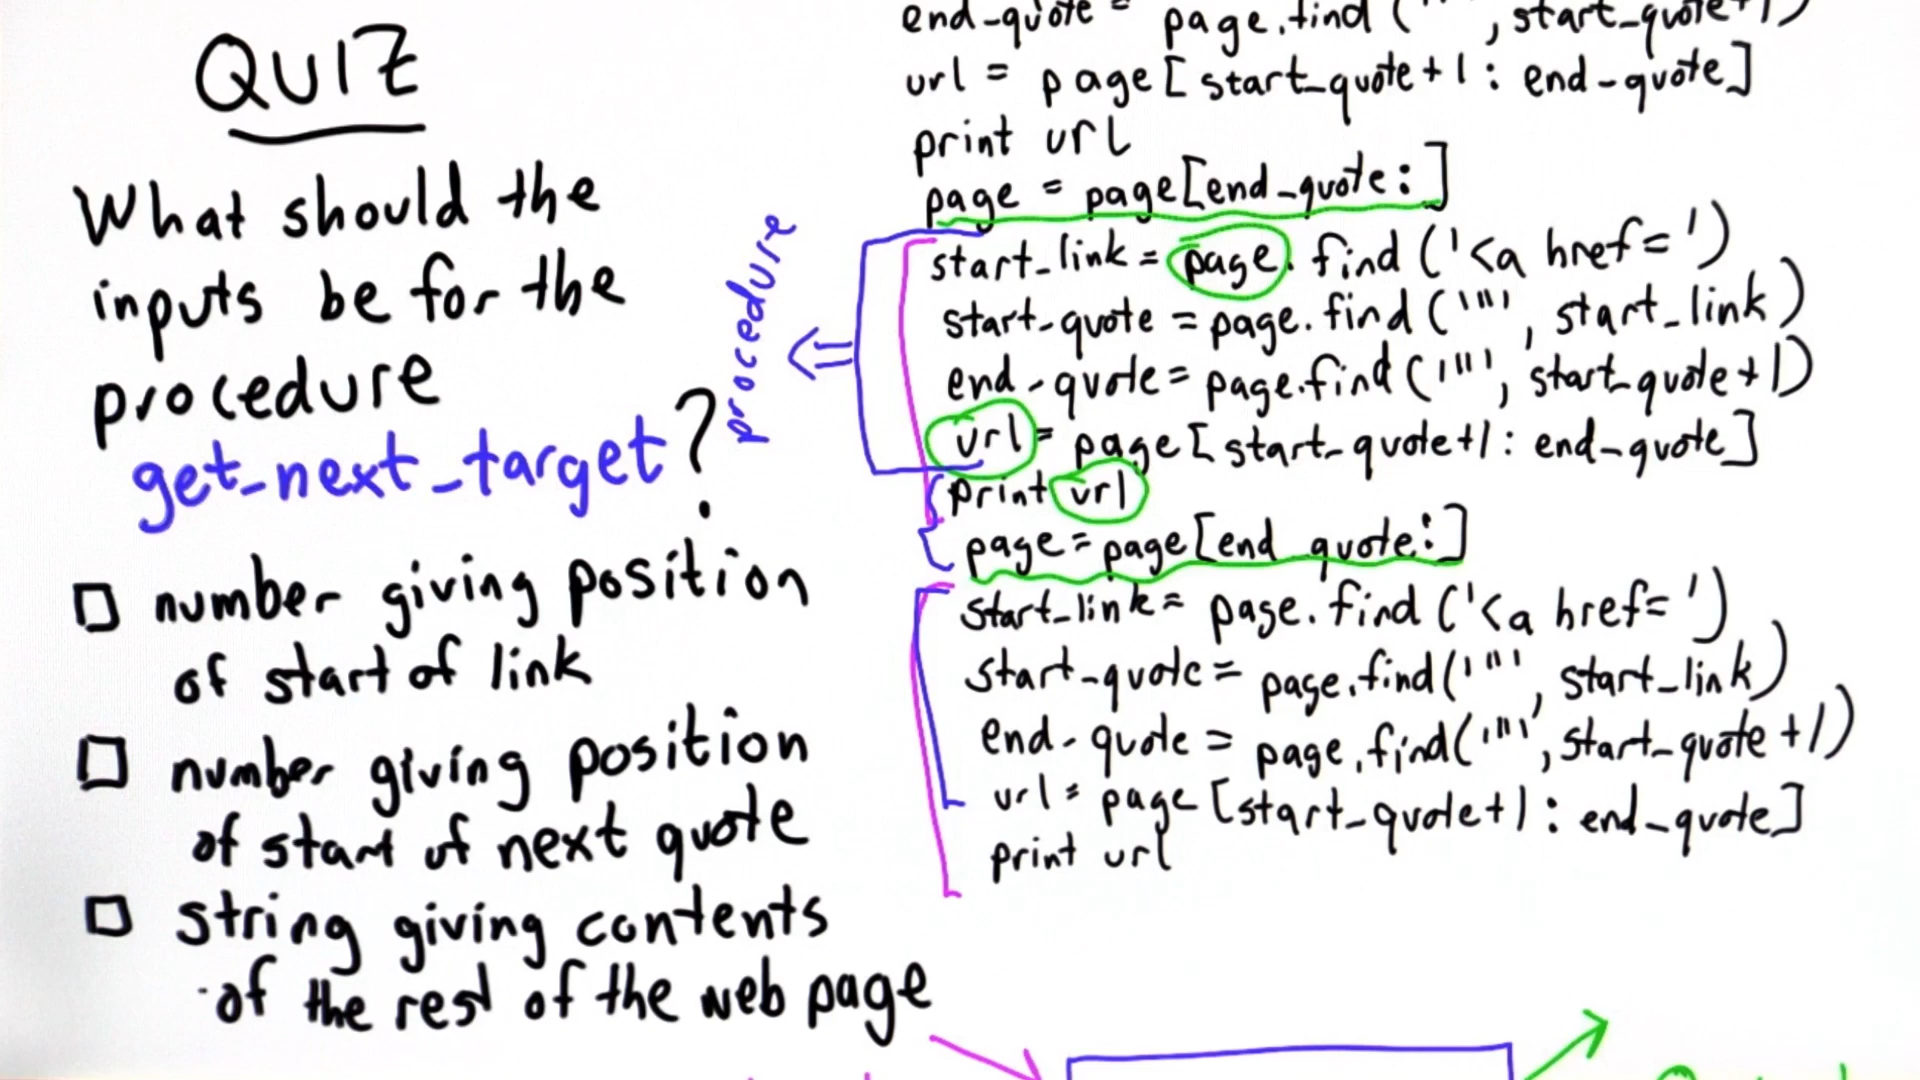 QUIZ
What should the
inputs be for the
procedure
get_next_target?
□ number giving position
of start of link
□ number giving position
of start of next quote
□ string giving contents
of the rest of the web page
procedure
end_quote = page.find('"', start_quote+1)
url = page[start_quote+1: end_quote]
print url
page = page[end_quote:]
start_link = page.find('<a href=')
start_quote = page.find('"', start_link)
end_quote = page.find('"', start_quote+1)
url = page[start_quote+1: end_quote]
print url
page = page[end_quote:]
start_link = page.find('<a href=')
start_quote = page.find('"', start_link)
end_quote = page.find('"', start_quote+1)
url = page[start_quote+1: end_quote]
print url